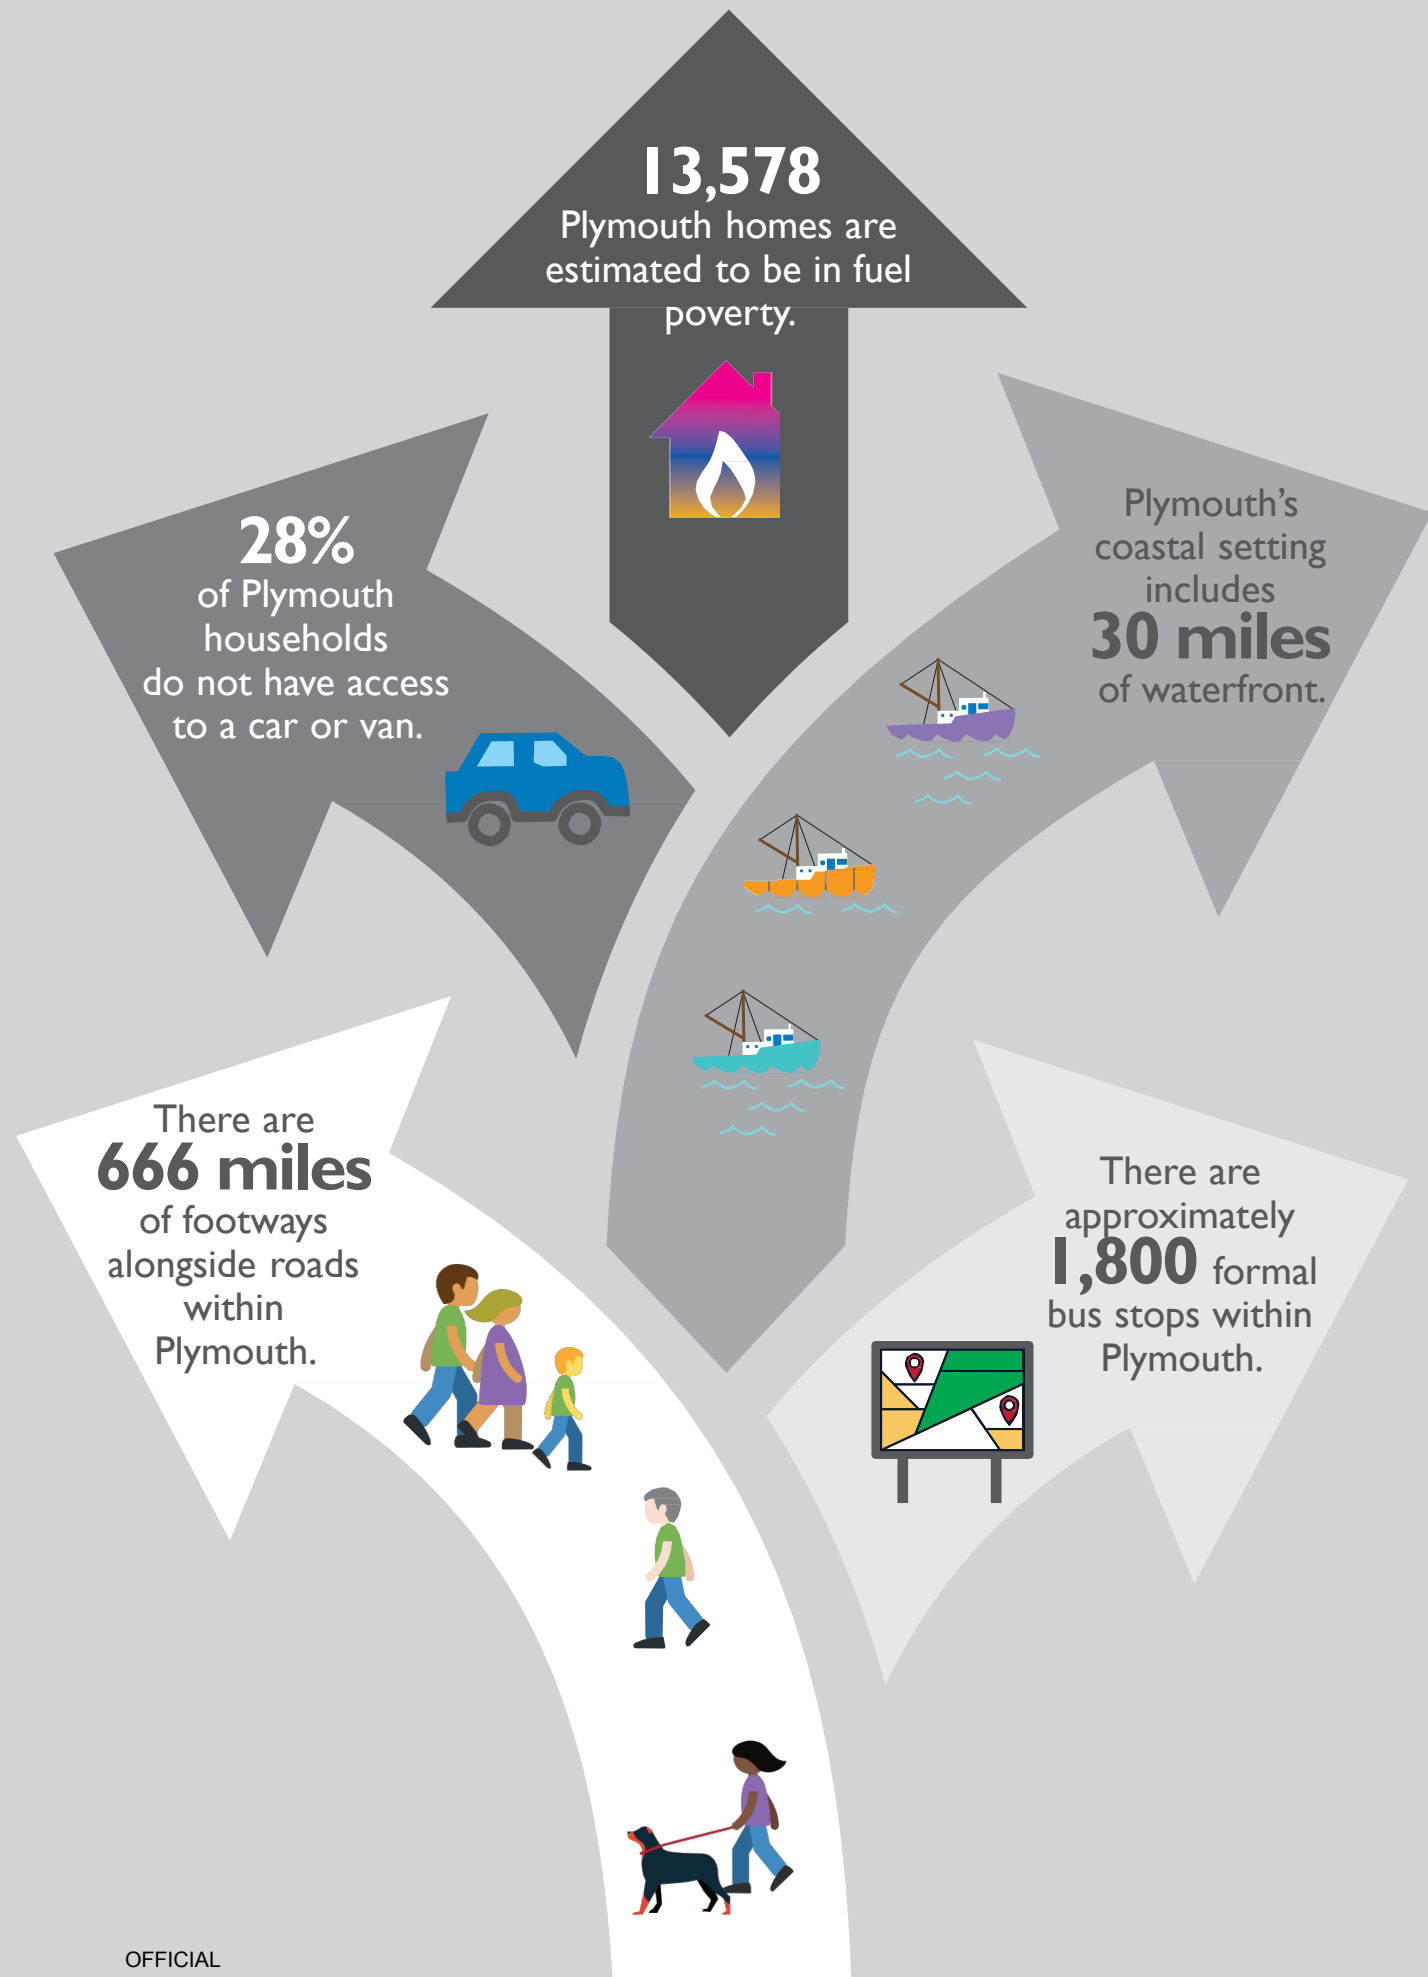 13,578
Plymouth homes are
estimated to be in fuel
poverty.
28%
of Plymouth
households
do not have access
to a car or van.
Plymouth’s
coastal setting
includes
30 miles
of waterfront.
There are
666 miles
of footways
alongside roads
within
Plymouth.
There are
approximately
1,800 formal
bus stops within
Plymouth.
OFFICIAL